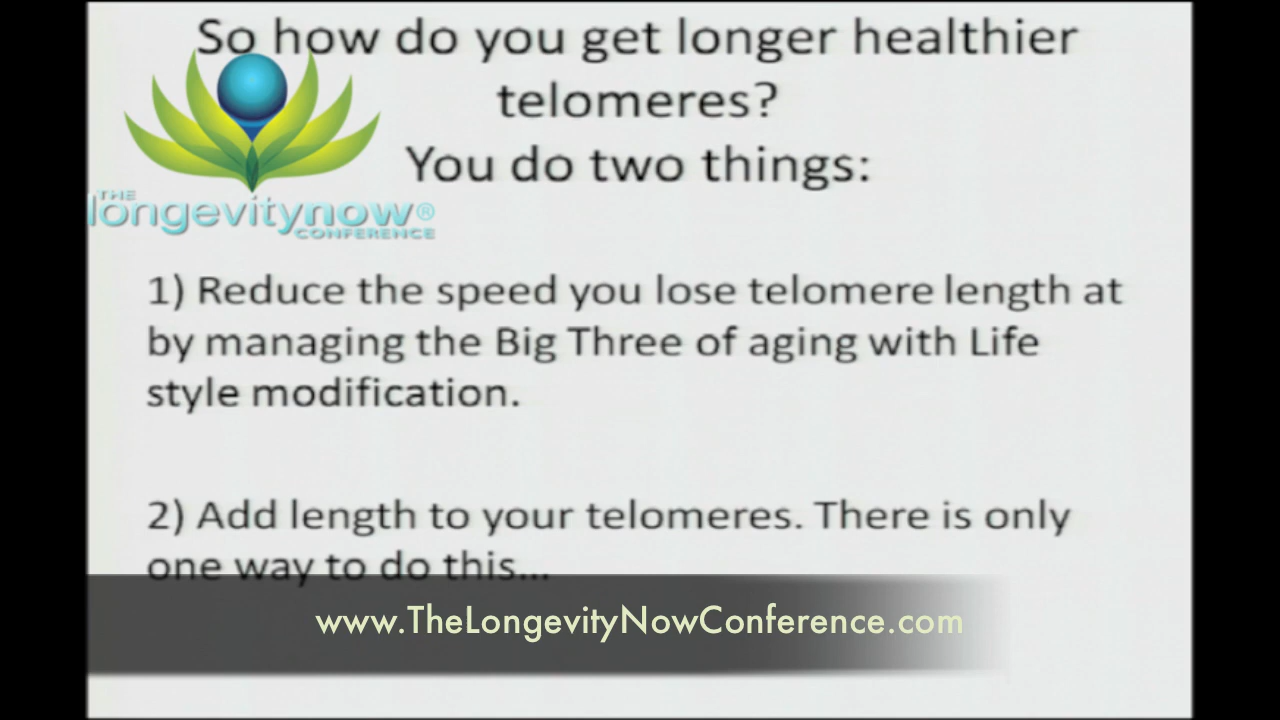 So how do you get longer healthier
telomeres?
You do two things:
THE
longevitynow®
CONFERENCE
1) Reduce the speed you lose telomere length at
by managing the Big Three of aging with Life
style modification.
2) Add length to your telomeres. There is only
one way to do this...
www.TheLongevityNowConference.com